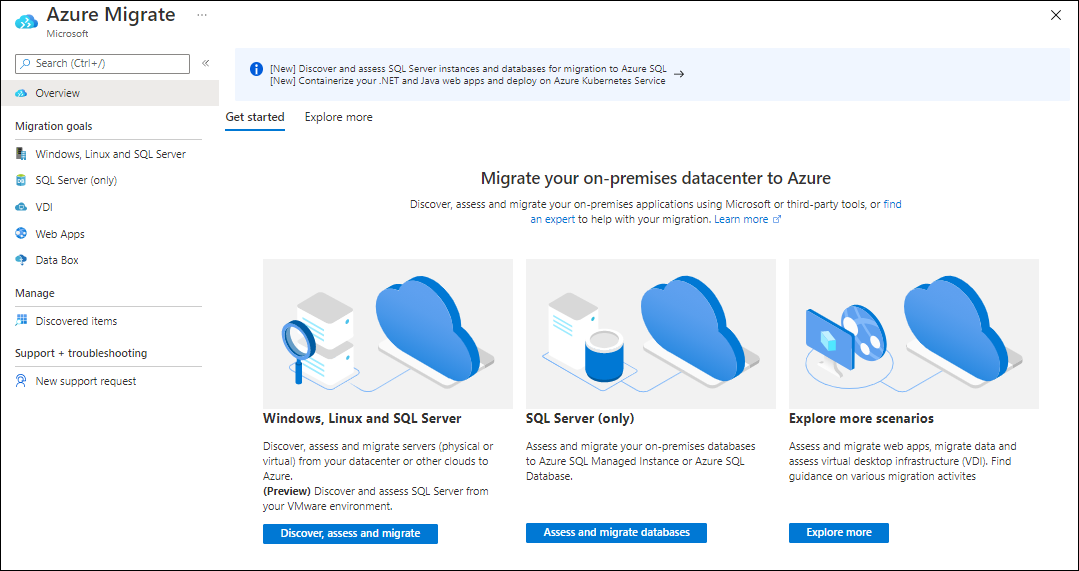 Azure Migrate
...
Microsoft
Search (Ctrl+/)
«
Overview
Migration goals
Windows, Linux and SQL Server
SQL Server (only)
VDI
Web Apps
Data Box
Manage
Discovered items
Support + troubleshooting
New support request
[New] Discover and assess SQL Server instances and databases for migration to Azure SQL
[New] Containerize your .NET and Java web apps and deploy on Azure Kubernetes Service
Get started
Explore more
Migrate your on-premises datacenter to Azure
Discover, assess and migrate your on-premises applications using Microsoft or third-party tools, or find
an expert to help with your migration. Learn more
Windows, Linux and SQL Server
Discover, assess and migrate servers (physical or
virtual) from your datacenter or other clouds to
Azure.
(Preview) Discover and assess SQL Server from
your VMware environment.
Discover, assess and migrate
SQL Server (only)
Assess and migrate your on-premises databases
to Azure SQL Managed Instance or Azure SQL
Database.
Assess and migrate databases
Explore more scenarios
Assess and migrate web apps, migrate data and
assess virtual desktop infrastructure (VDI). Find
guidance on various migration activites
Explore more